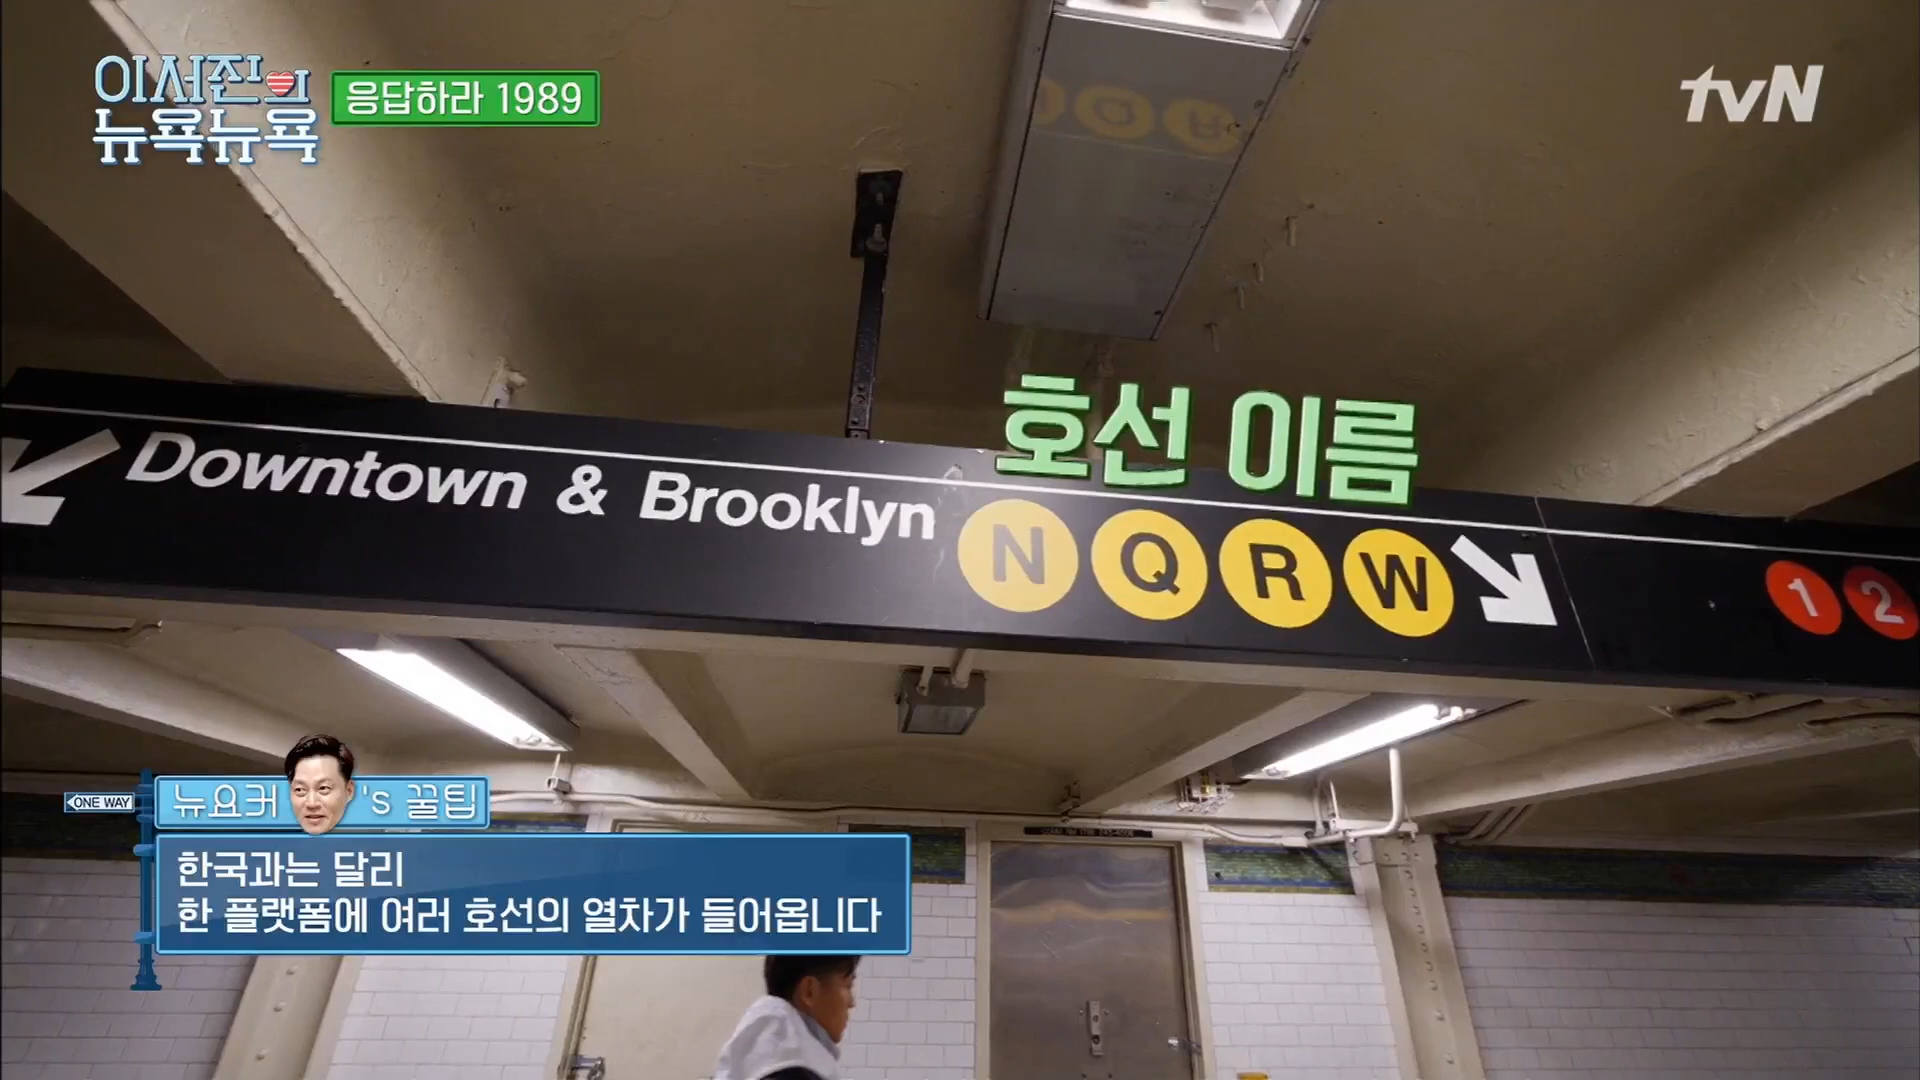 이서진의
뉴욕뉴욕
응답하라 1989
tvN
호선 이름
Downtown & Brooklyn N Q R W
1 2
ONE WAY
뉴요커 's 꿀팁
한국과는 달리
한 플랫폼에 여러 호선의 열차가 들어옵니다